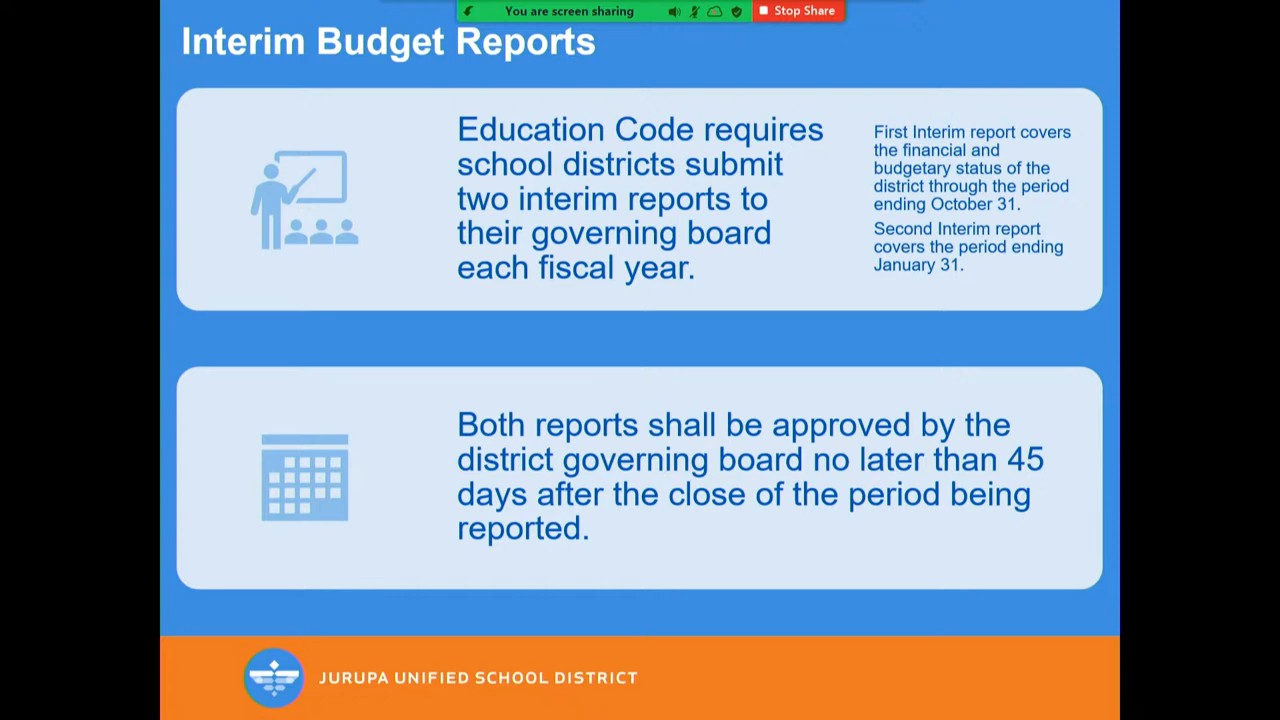 You are screen sharing
Stop Share
Interim Budget Reports
Education Code requires
school districts submit
two interim reports to
their governing board
each fiscal year.
First Interim report covers
the financial and
budgetary status of the
district through the period
ending October 31.
Second Interim report
covers the period ending
January 31.
Both reports shall be approved by the
district governing board no later than 45
days after the close of the period being
reported.
JURUPA UNIFIED SCHOOL DISTRICT